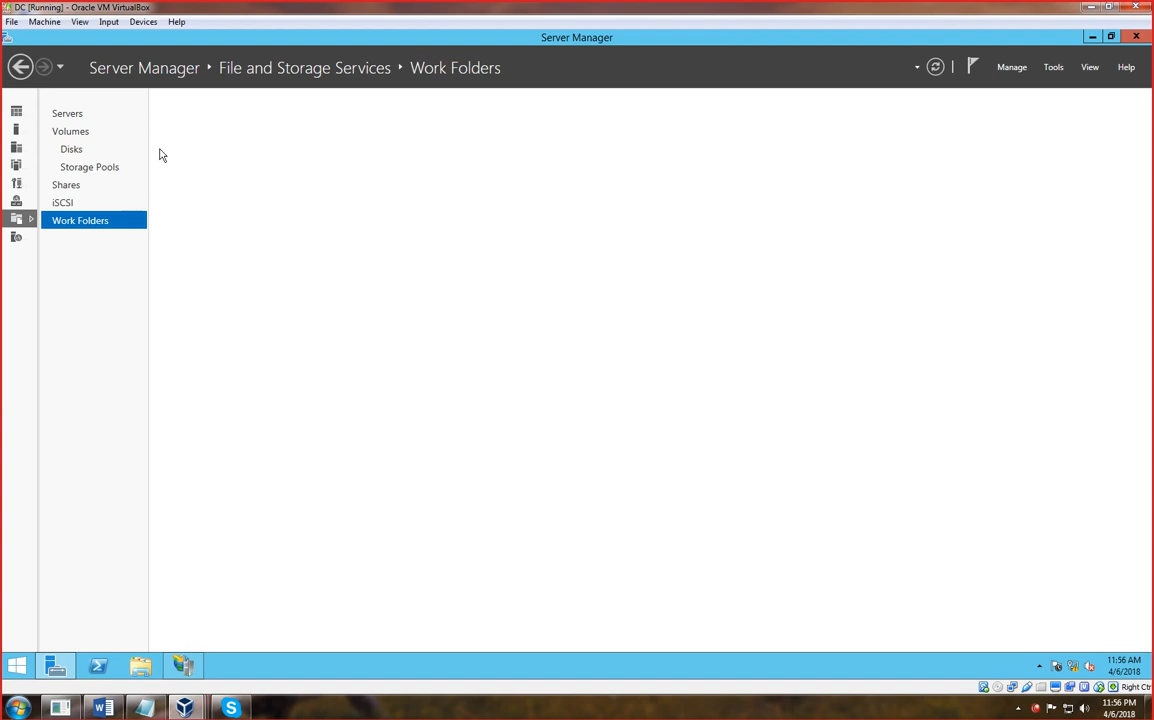 DC [Running] - Oracle VM VirtualBox
File Machine View Input Devices Help
Server Manager
Server Manager ‣ File and Storage Services ‣ Work Folders
Manage Tools View Help
Servers
Volumes
Disks
Storage Pools
Shares
iSCSI
Work Folders
11:56 AM
4/6/2018
Right Ctr
11:56 PM
4/6/2018